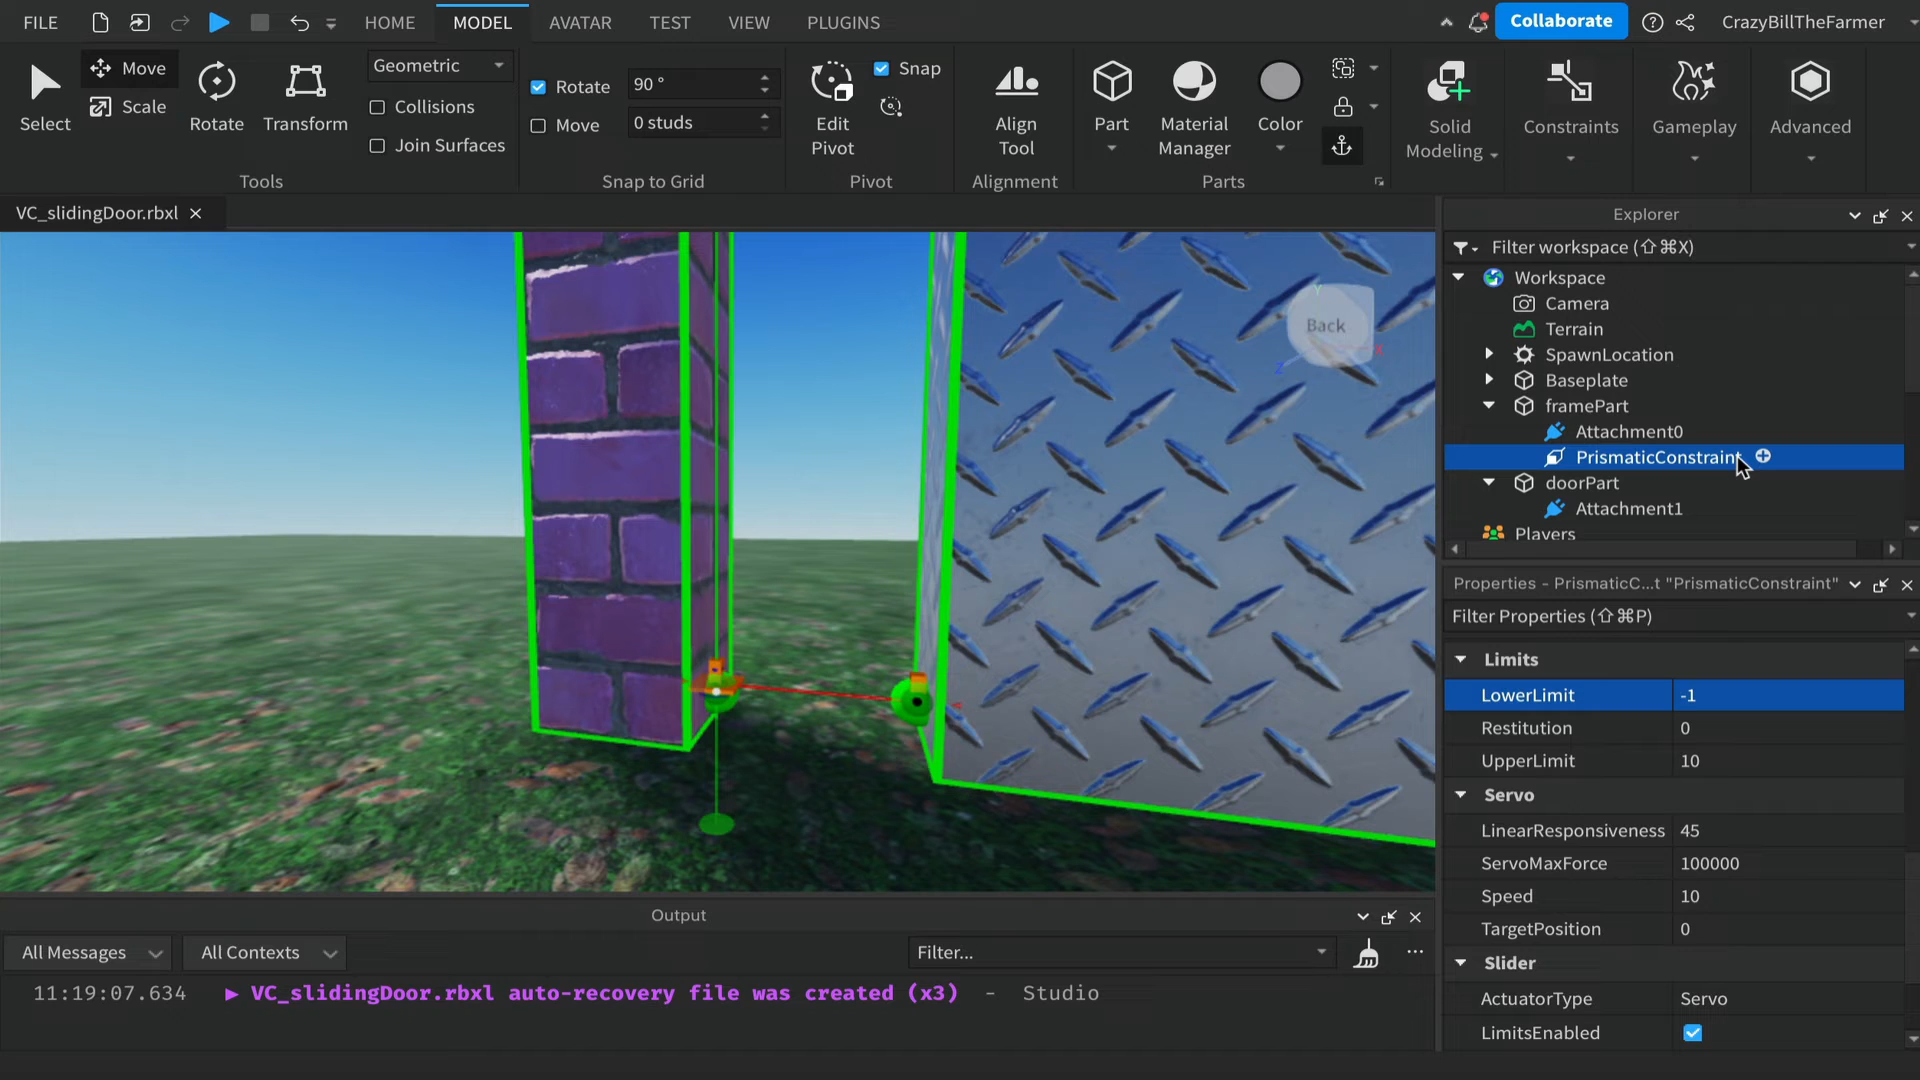 FILE HOME MODEL AVATAR TEST VIEW PLUGINS Collaborate CrazyBillTheFarmer
Select
Move
Scale
Rotate
Transform
Geometric
Collisions
Join Surfaces
Tools
Rotate 90 °
Move 0 studs
Snap to Grid
Edit
Pivot
Snap
Pivot
Align
Tool
Alignment
Part
Material
Manager
Color
Parts
Solid
Modeling
Constraints
Gameplay
Advanced
VC_slidingDoor.rbxl
Back
Y
X
Z
Explorer
Filter workspace (⇧⌘X)
Workspace
Camera
Terrain
SpawnLocation
Baseplate
framePart
Attachment0
PrismaticConstraint
doorPart
Attachment1
Players
Properties - PrismaticC...t "PrismaticConstraint"
Filter Properties (⇧⌘P)
Limits
LowerLimit -1
Restitution 0
UpperLimit 10
Servo
LinearResponsiveness 45
ServoMaxForce 100000
Speed 10
TargetPosition 0
Slider
ActuatorType Servo
LimitsEnabled
Output
All Messages All Contexts Filter...
11:19:07.634 ▶ VC_slidingDoor.rbxl auto-recovery file was created (x3) - Studio